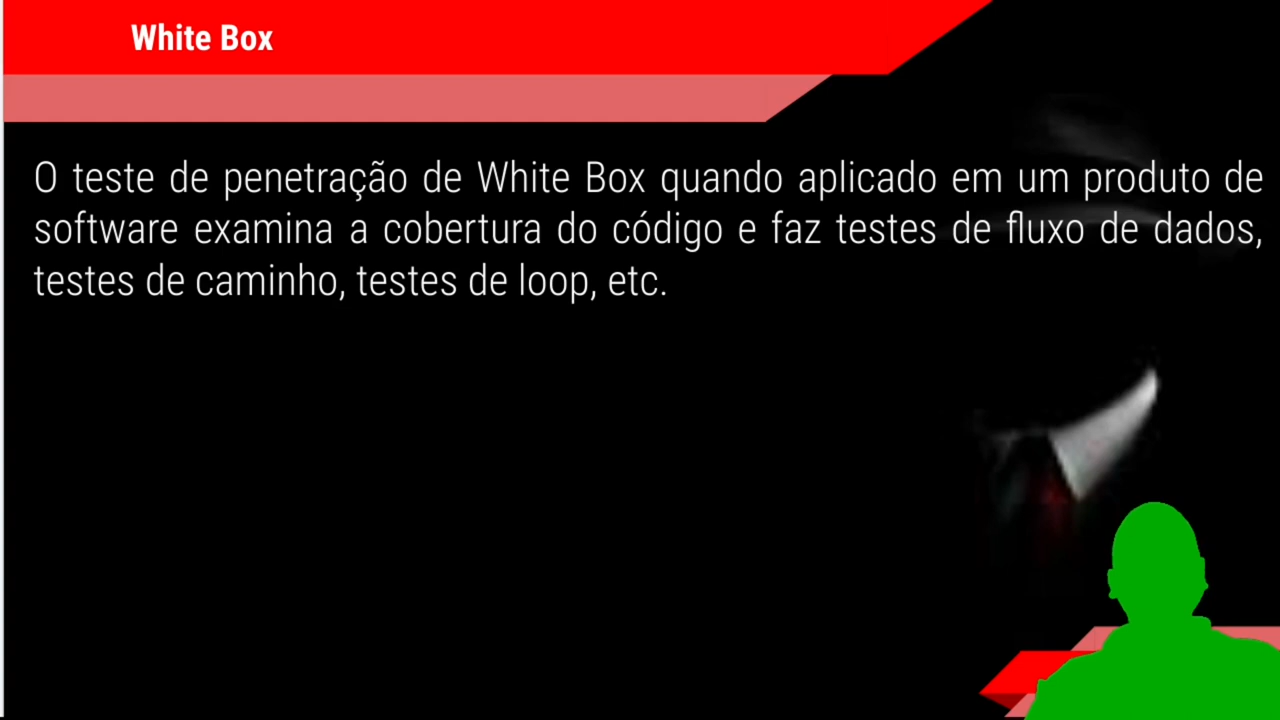 White Box
O teste de penetração de White Box quando aplicado em um produto de
software examina a cobertura do código e faz testes de fluxo de dados,
testes de caminho, testes de loop, etc.